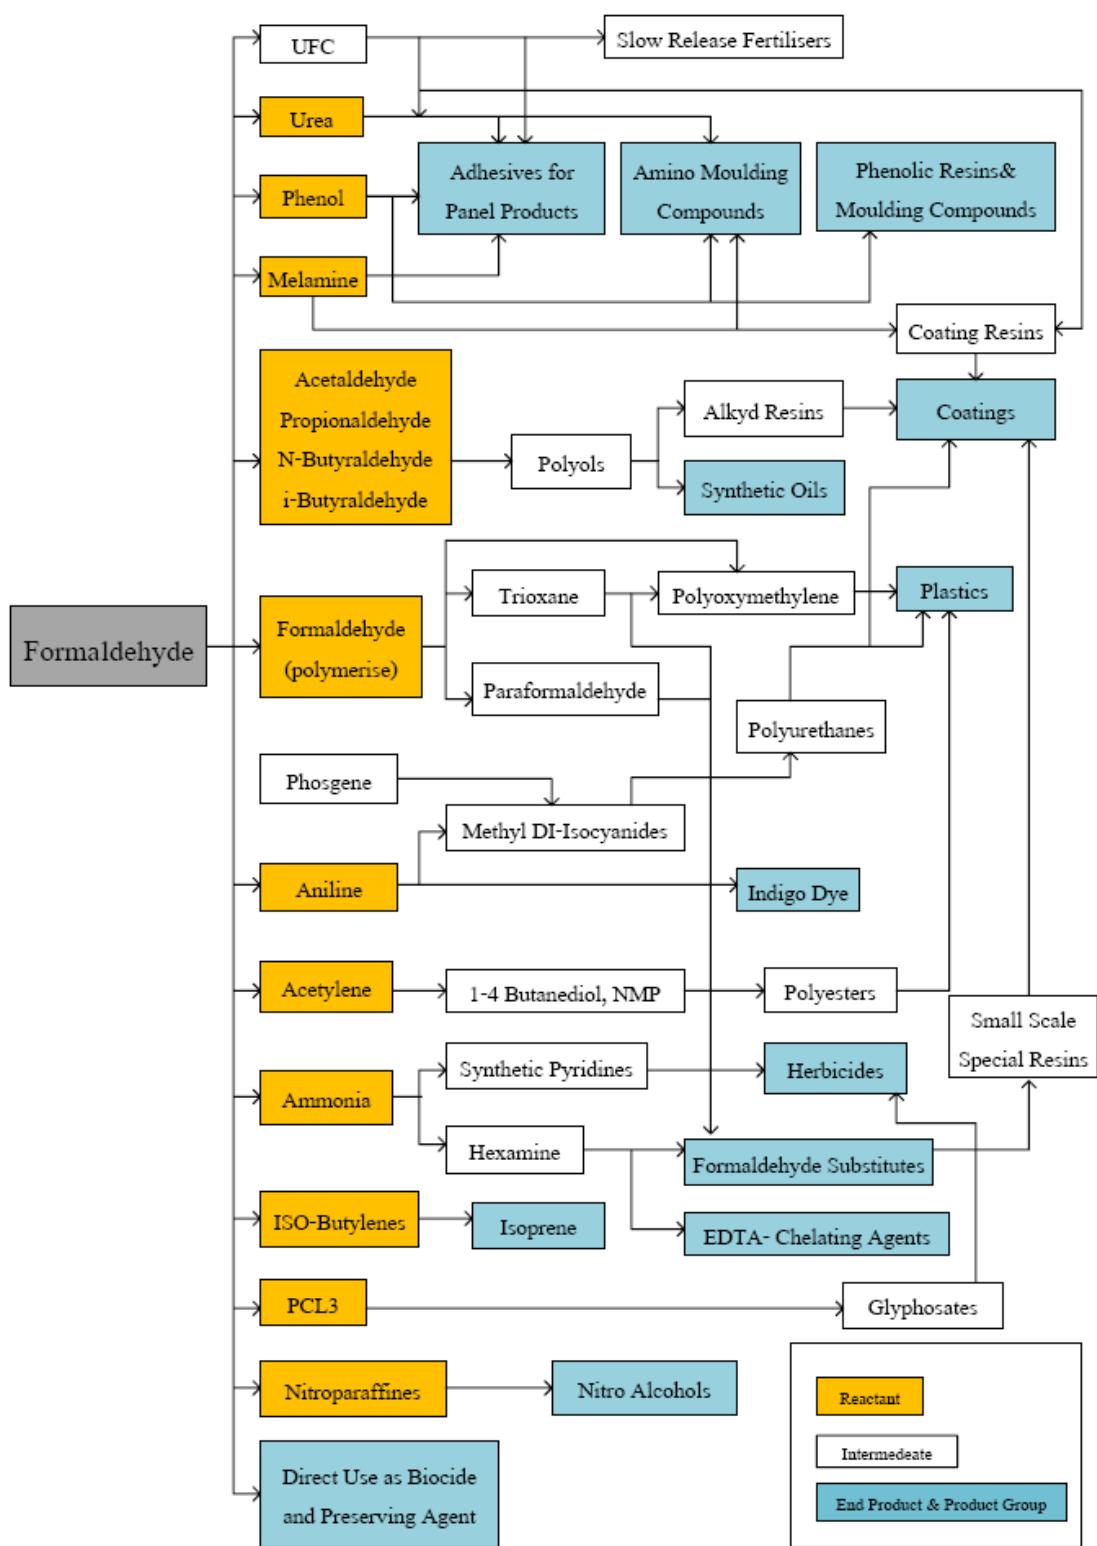 UFC
Slow Release Fertilisers
Urea
Phenol
Melamine
Adhesives for
Panel Products
Amino Moulding
Compounds
Phenolic Resins&
Moulding Compounds
Coating Resins
Acetaldehyde
Propionaldehyde
N-Butyraldehyde
i-Butyraldehyde
Polyols
Alkyd Resins
Coatings
Synthetic Oils
Formaldehyde
Formaldehyde
(polymerise)
Trioxane
Polyoxymethylene
Plastics
Paraformaldehyde
Polyurethanes
Phosgene
Methyl DI-Isocyanides
Aniline
Indigo Dye
Acetylene
1-4 Butanediol, NMP
Polyesters
Small Scale
Special Resins
Ammonia
Synthetic Pyridines
Herbicides
Hexamine
Formaldehyde Substitutes
ISO-Butylenes
Isoprene
EDTA- Chelating Agents
PCL3
Glyphosates
Nitroparaffines
Nitro Alcohols
Direct Use as Biocide
and Preserving Agent
Reactant
Intermedeate
End Product & Product Group